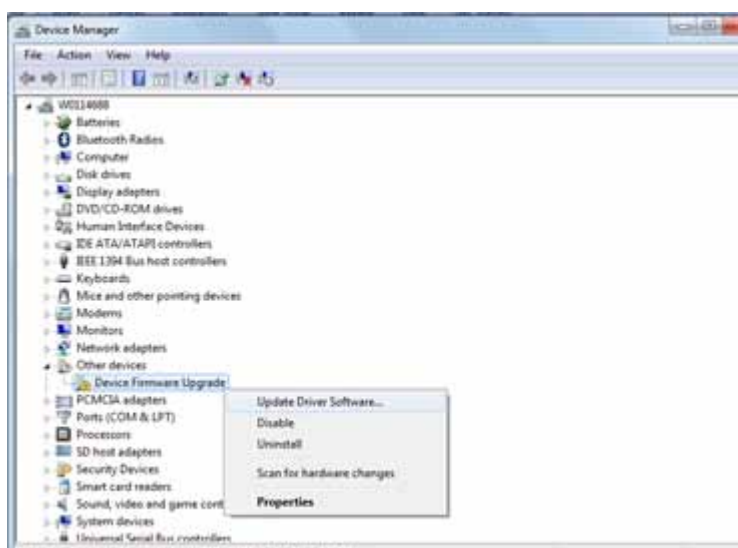 Device Manager
File Action View Help
W0114688
Batteries
Bluetooth Radios
Computer
Disk drives
Display adapters
DVD/CD-ROM drives
Human Interface Devices
IDE ATA/ATAPI controllers
IEEE 1394 Bus host controllers
Keyboards
Mice and other pointing devices
Modems
Monitors
Network adapters
Other devices
Device Firmware Upgrade
PCMCIA adapters
Ports (COM & LPT)
Processors
SD host adapters
Security Devices
Smart card readers
Sound, video and game cont
System devices
Universal Serial Bus controllers
Update Driver Software...
Disable
Uninstall
Scan for hardware changes
Properties